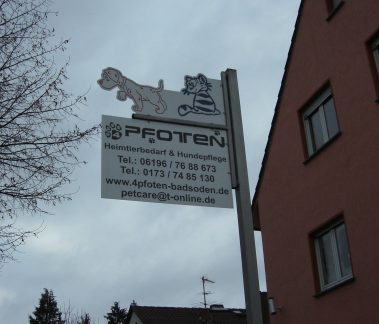 4PFOTEN
Heimtierbedarf & Hundepflege
Tel.: 06196 / 76 88 673
Tel.: 0173 / 74 85 130
www.4pfoten-badsoden.de
petcare@t-online.de